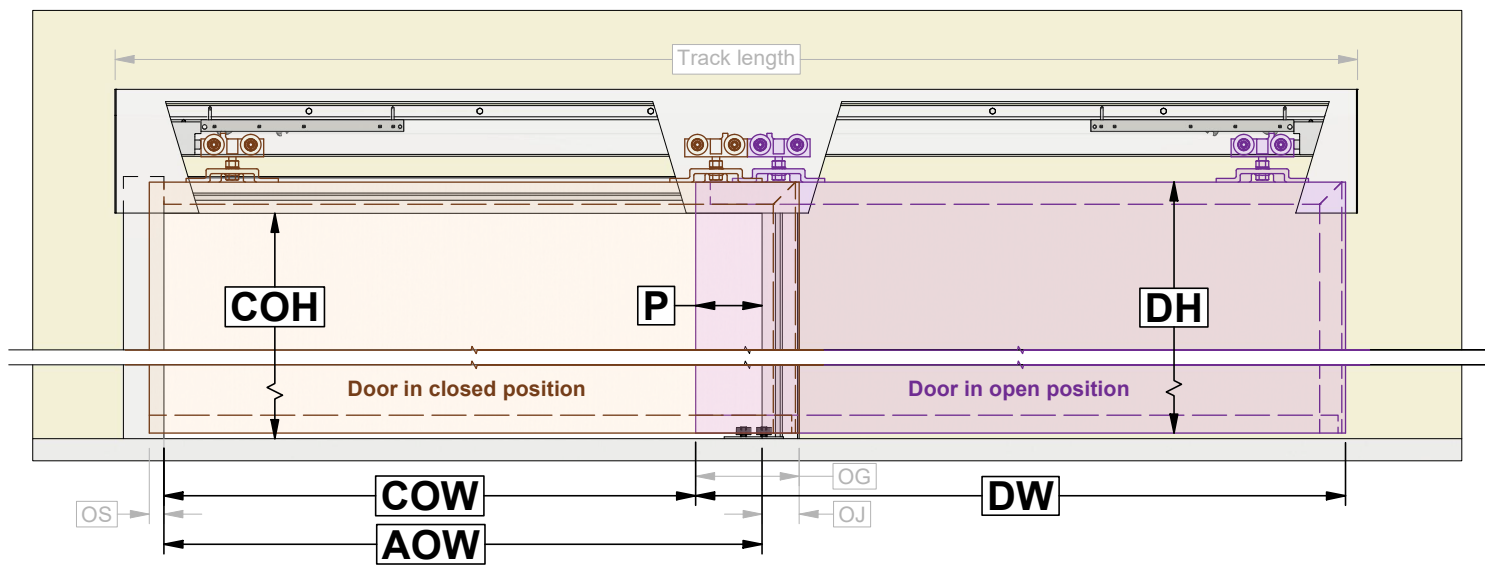 Track length
COH
P
DH
Door in closed position
Door in open position
OG
COW
DW
OS
OJ
AOW